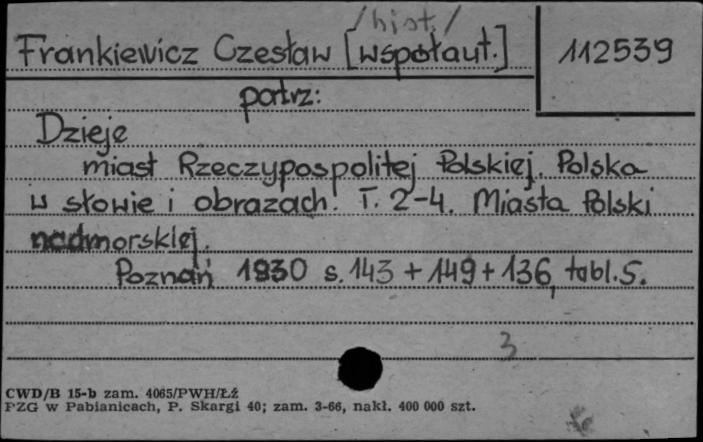 /hist./
Frankiewicz Czesław [współaut.] 112539
patrz:
Dzieje
miast Rzeczypospolitej Polskiej. Polska
w słowie i obrazach. T. 2-4. Miasta Polski
nadmorskiej.
Poznań 1930 s. 143 + 149 + 136, tabl. 5.
3
CWD/B 15-b zam. 4065/PWH/Łź
PZG w Pabianicach, P. Skargi 40; zam. 3-66, nakł. 400 000 szt.